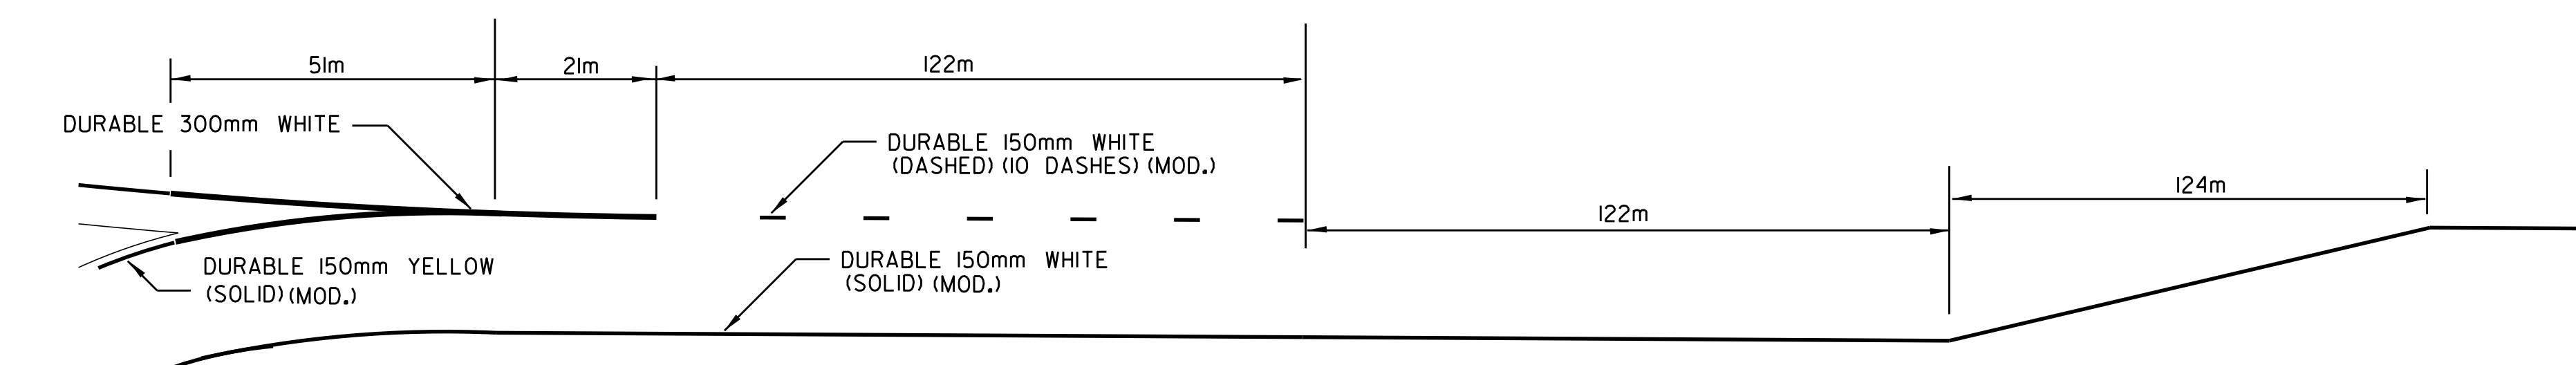 51m
21m
122m
DURABLE 300mm WHITE
DURABLE 150mm WHITE
(DASHED) (10 DASHES) (MOD.)
124m
122m
DURABLE 150mm YELLOW
(SOLID) (MOD.)
DURABLE 150mm WHITE
(SOLID) (MOD.)